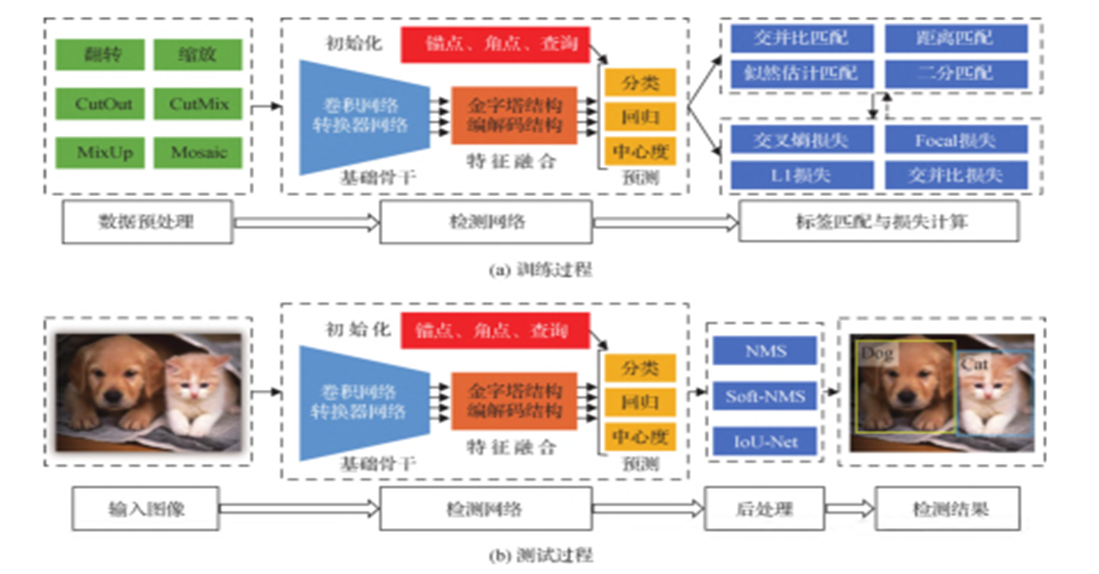 翻转
缩放
CutOut
CutMix
MixUp
Mosaic
初始化
锚点、角点、查询
卷积网络
转换器网络
基础骨干
金字塔结构
编解码结构
特征融合
分类
回归
中心度
预测
交并比匹配
距离匹配
似然估计匹配
二分匹配
交叉熵损失
Focal损失
L1损失
交并比损失
数据预处理
检测网络
标签匹配与损失计算
(a) 训练过程
初始化
锚点、角点、查询
卷积网络
转换器网络
基础骨干
金字塔结构
编解码结构
特征融合
分类
回归
中心度
预测
NMS
Soft-NMS
IoU-Net
Dog
Cat
输入图像
检测网络
后处理
检测结果
(b) 测试过程